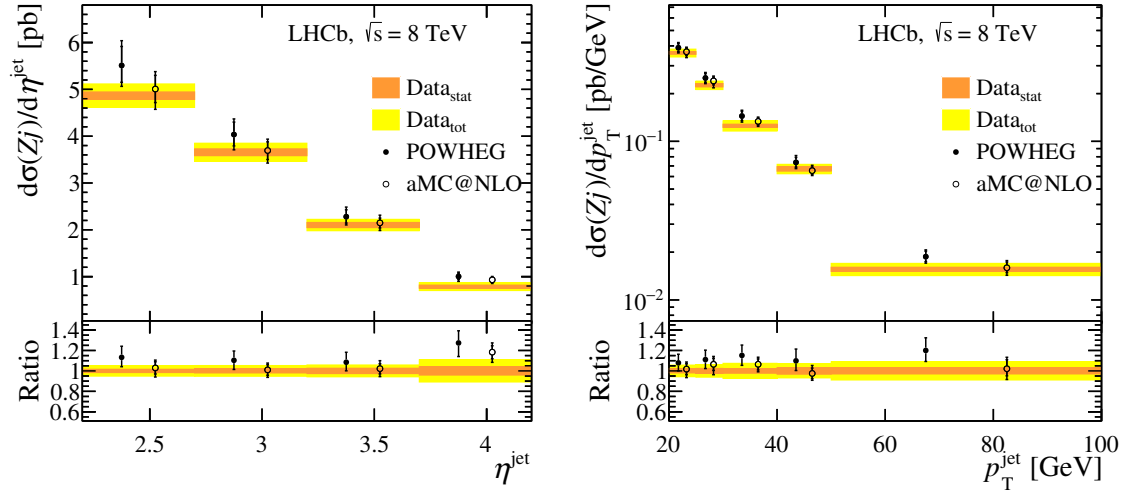 dσ(Zj)/dη^jet [pb]
LHCb, √s = 8 TeV
Data_stat
Data_tot
POWHEG
aMC@NLO
6
5
4
3
2
1
Ratio
1.4
1.2
1
0.8
0.6
2.5
3
3.5
4
η^jet
dσ(Zj)/dp_T^jet [pb/GeV]
LHCb, √s = 8 TeV
Data_stat
Data_tot
POWHEG
aMC@NLO
10^−1
10^−2
Ratio
1.4
1.2
1
0.8
0.6
20
40
60
80
100
p_T^jet [GeV]